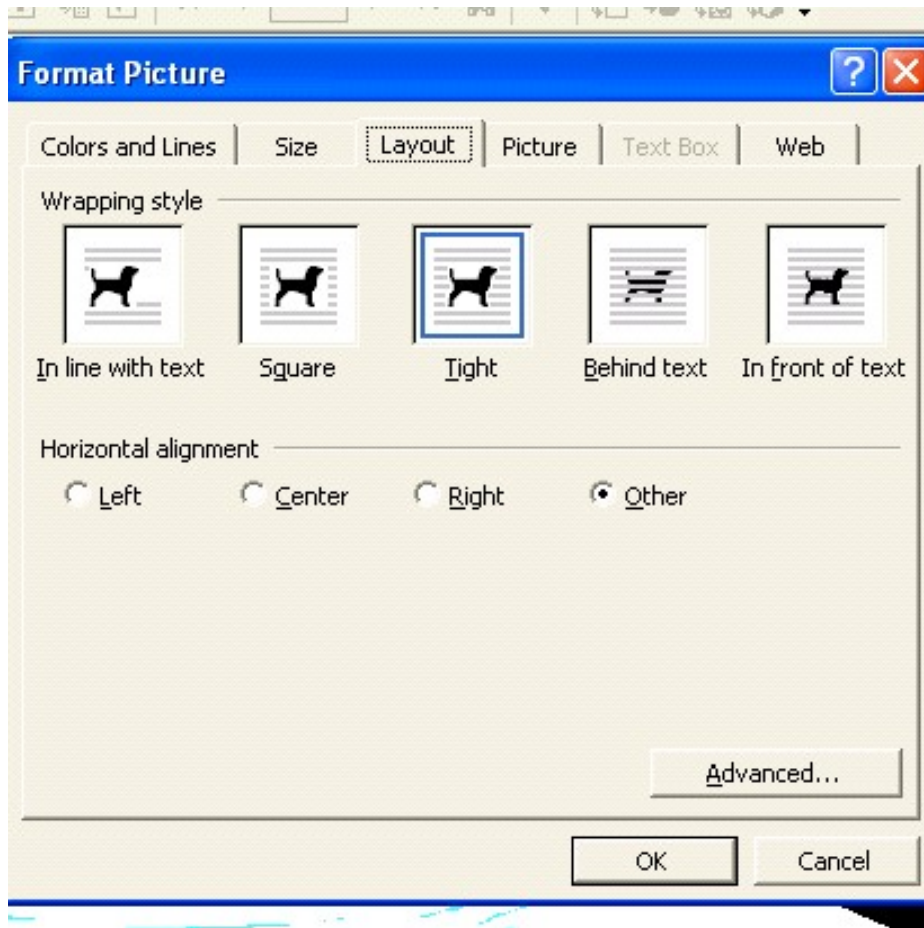 Format Picture
Colors and Lines Size Layout Picture Text Box Web
Wrapping style
In line with text Square Tight Behind text In front of text
Horizontal alignment
Left Center Right Other
Advanced...
OK Cancel